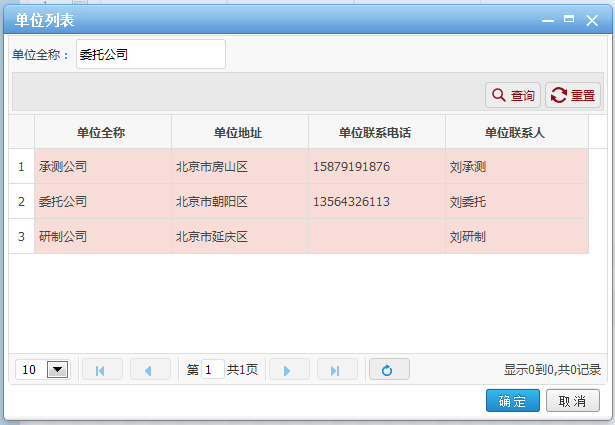 单位列表
单位全称： 委托公司
查询 重置
单位全称 单位地址 单位联系电话 单位联系人
1 承测公司 北京市房山区 15879191876 刘承测
2 委托公司 北京市朝阳区 13564326113 刘委托
3 研制公司 北京市延庆区 刘研制
10 第 1 共1页 显示0到0,共0记录
确定 取消